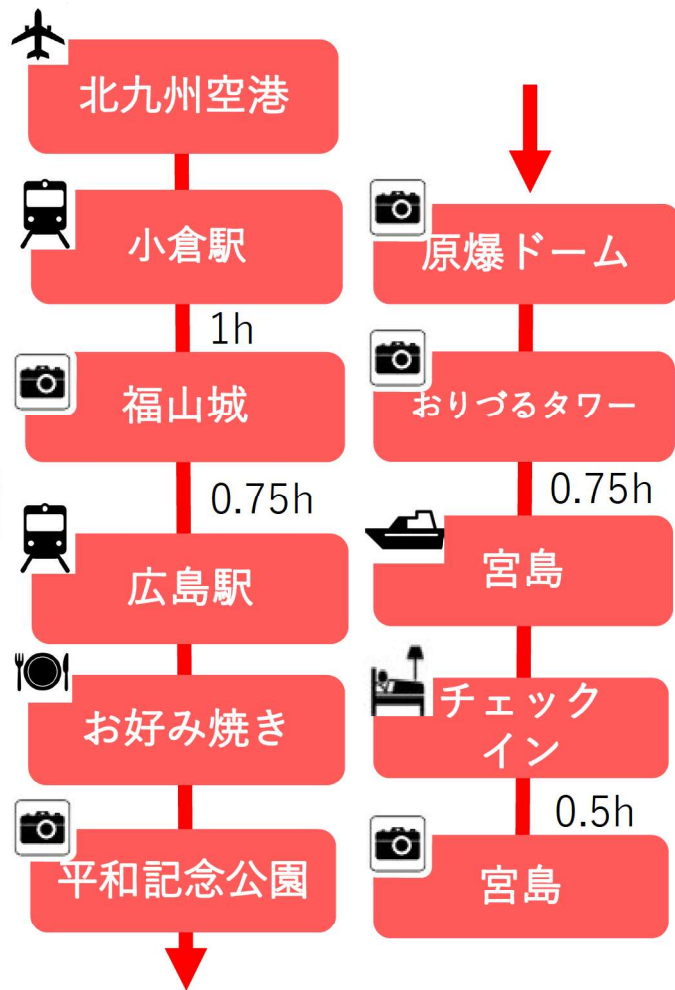 北九州空港
小倉駅
1h
福山城
0.75h
広島駅
お好み焼き
平和記念公園
原爆ドーム
おりづるタワー
0.75h
宮島
チェック
イン
0.5h
宮島